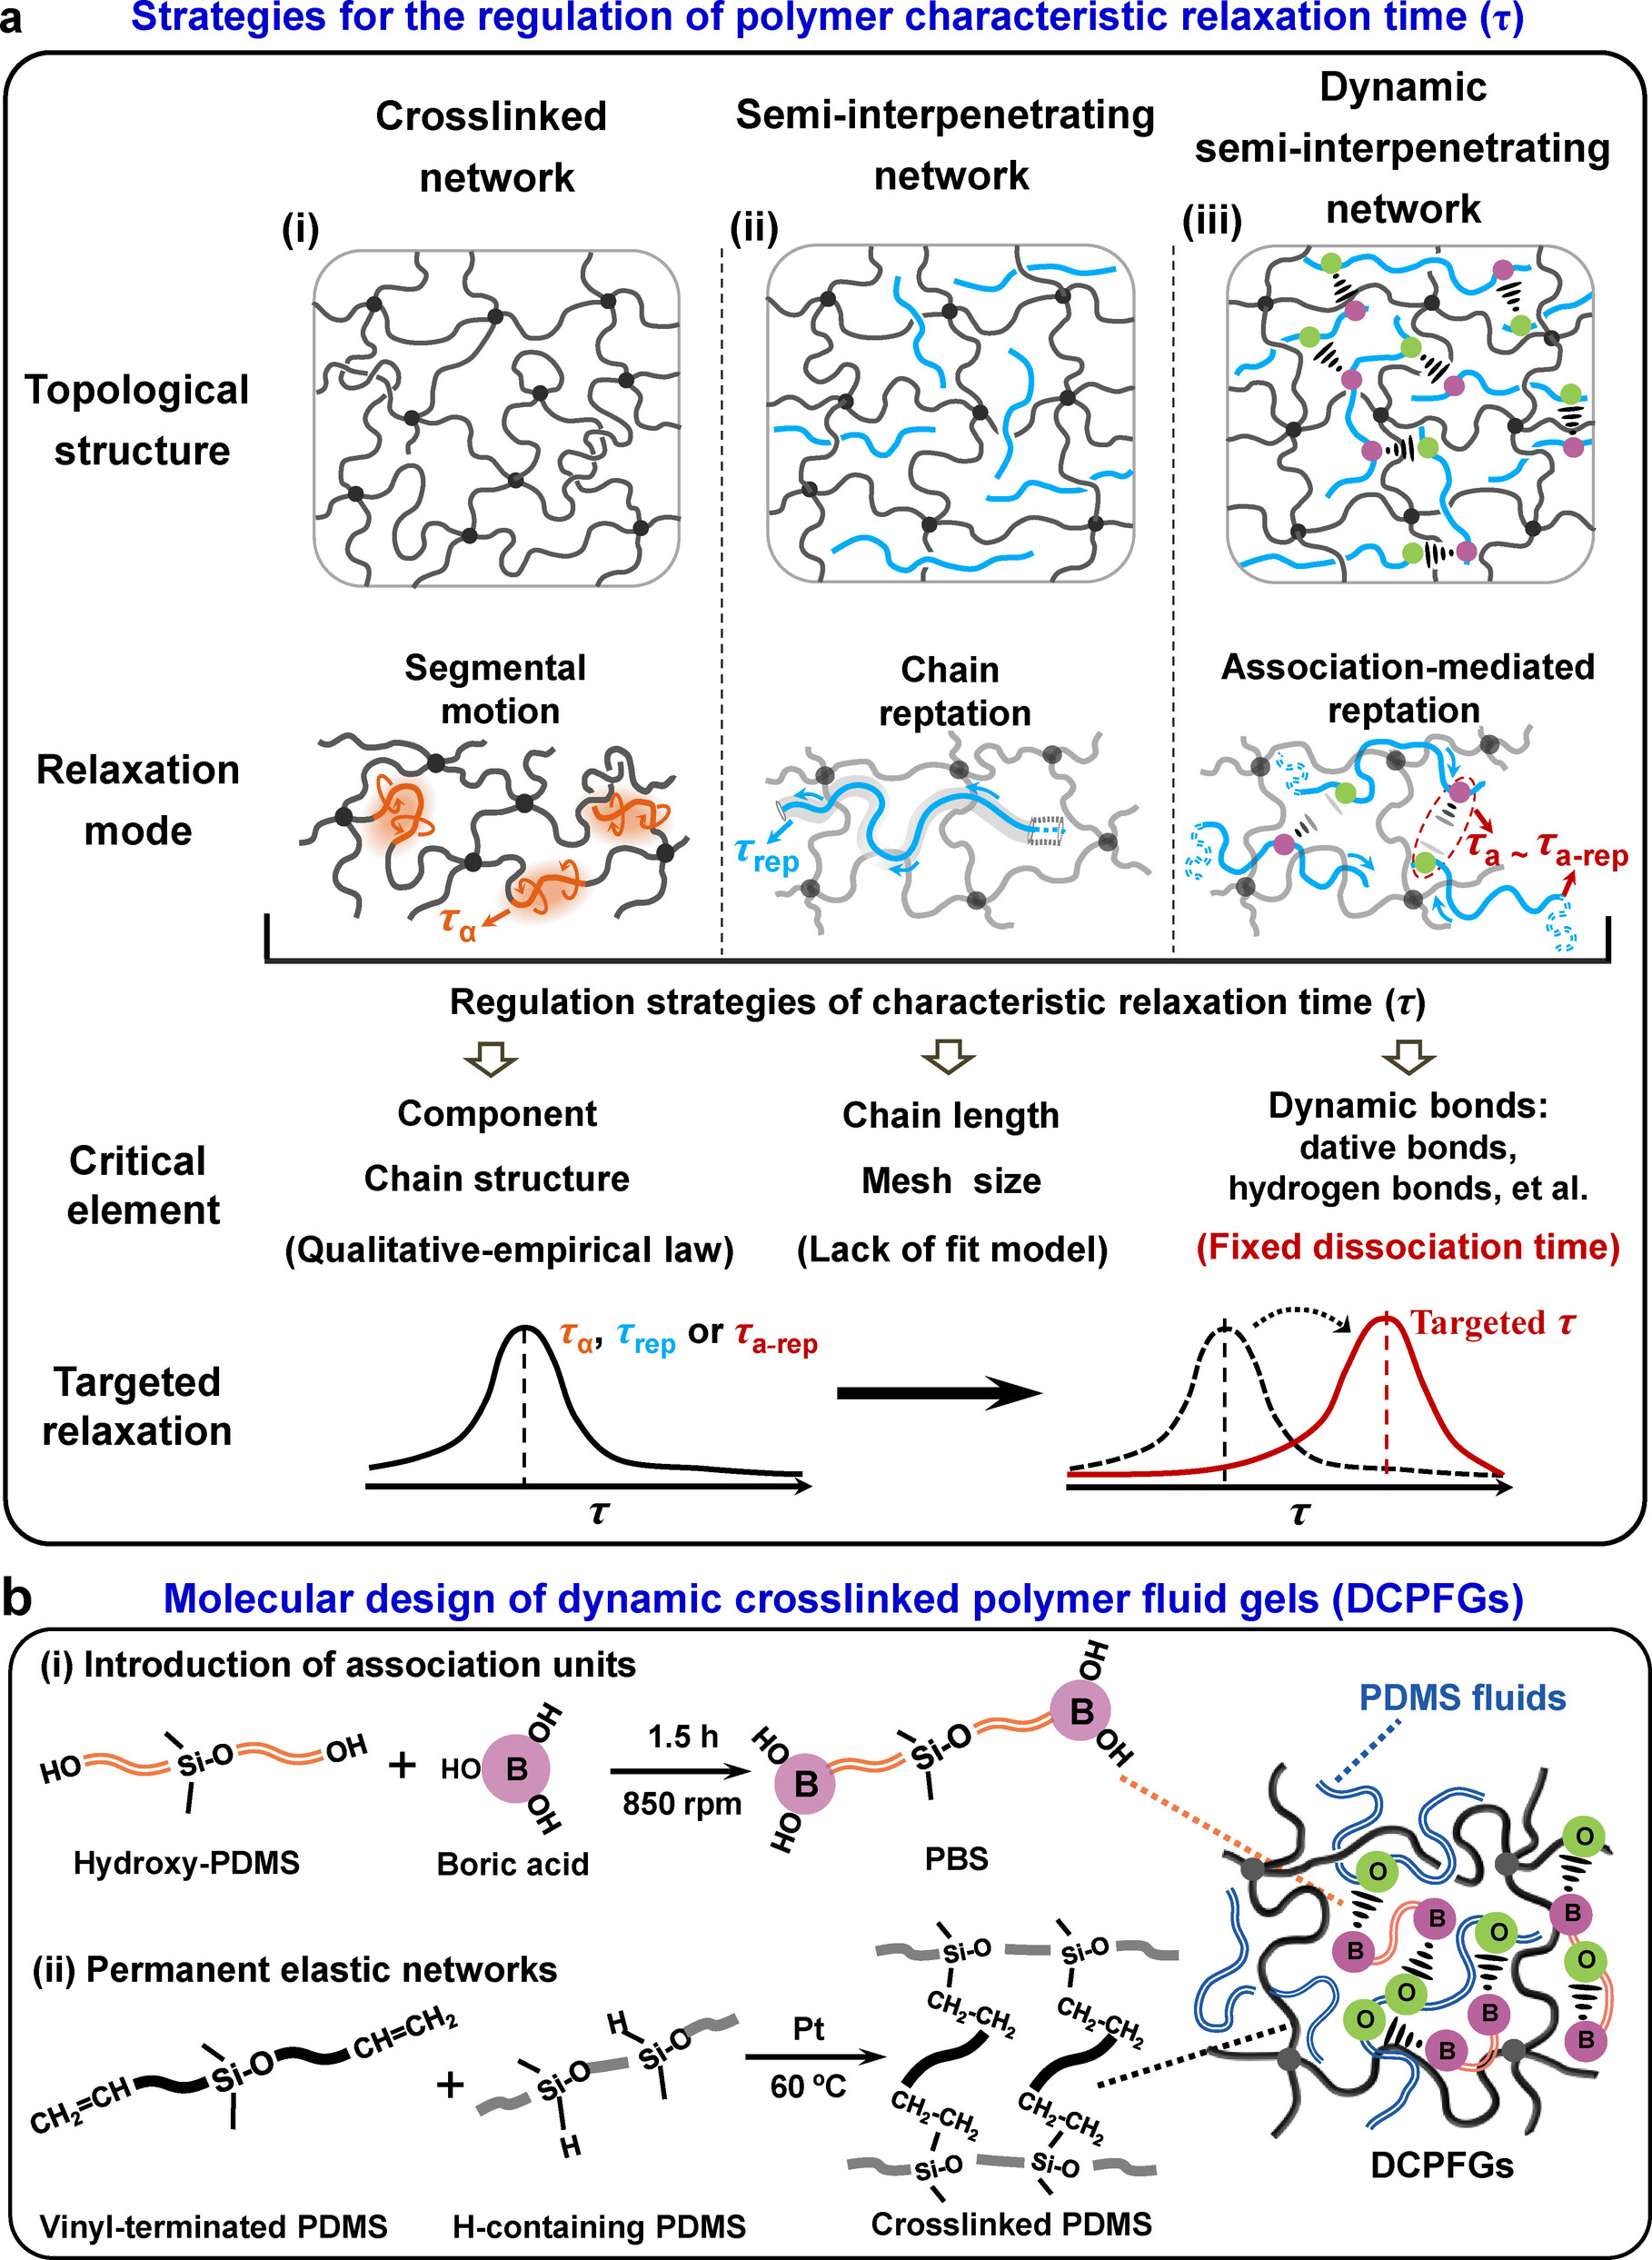 a
Strategies for the regulation of polymer characteristic relaxation time (τ)
Crosslinked
network
Semi-interpenetrating
network
Dynamic
semi-interpenetrating
network
(i)
(ii)
(iii)
Topological
structure
Relaxation
mode
Segmental
motion
τα
Chain
reptation
τrep
Association-mediated
reptation
τa ~ τa-rep
Regulation strategies of characteristic relaxation time (τ)
Critical
element
Component
Chain structure
(Qualitative-empirical law)
Chain length
Mesh size
(Lack of fit model)
Dynamic bonds:
dative bonds,
hydrogen bonds, et al.
(Fixed dissociation time)
Targeted
relaxation
τα, τrep or τa-rep
τ
Targeted τ
τ
b
Molecular design of dynamic crosslinked polymer fluid gels (DCPFGs)
(i) Introduction of association units
HO
Si-O
OH
+
HO
B
OH
OH
1.5 h
850 rpm
HO
B
HO
Si-O
B
OH
OH
Hydroxy-PDMS
Boric acid
PBS
PDMS fluids
O
O
B
B
B
O
O
O
O
B
B
B
DCPFGs
(ii) Permanent elastic networks
CH2=CH
Si-O
CH=CH2
+
H
Si-O
Si-O
H
Pt
60 ºC
Si-O
Si-O
CH2-CH2
CH2-CH2
CH2-CH2
CH2-CH2
Si-O
Si-O
Vinyl-terminated PDMS
H-containing PDMS
Crosslinked PDMS